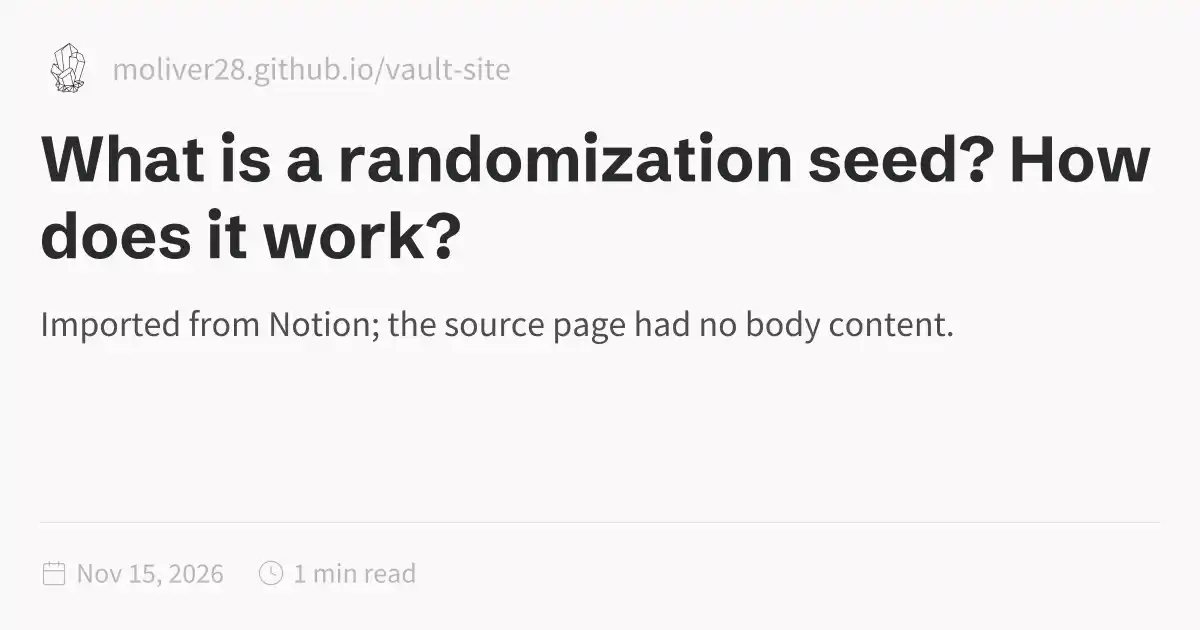 moliver28.github.io/vault-site
What is a randomization seed? How
does it work?
Imported from Notion; the source page had no body content.
Nov 15, 2026
1 min read